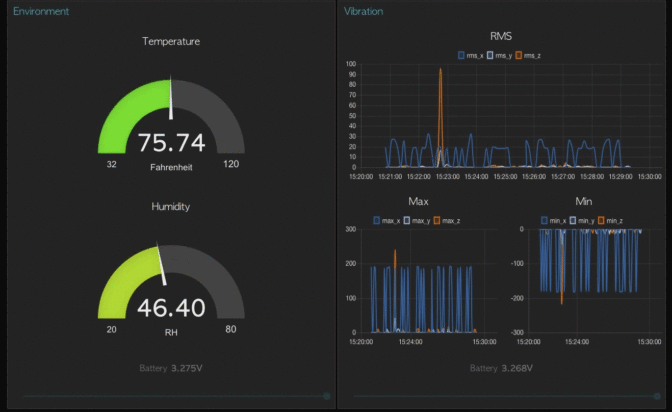 Environment
Temperature
75.74
32
Fahrenheit
120
Humidity
46.40
20
RH
80
Battery 3.275V
Vibration
RMS
rms_x rms_y rms_z
100
90
80
70
60
50
40
30
20
10
0
15:20:00 15:21:00 15:22:00 15:23:00 15:24:00 15:25:00 15:26:00 15:27:00 15:28:00 15:29:00 15:30:00
Max
max_x max_y max_z
300
200
100
0
15:20:00 15:24:00 15:30:00
Min
min_x min_y min_z
0
-100
-200
-300
15:20:00 15:24:00 15:30:00
Battery 3.268V